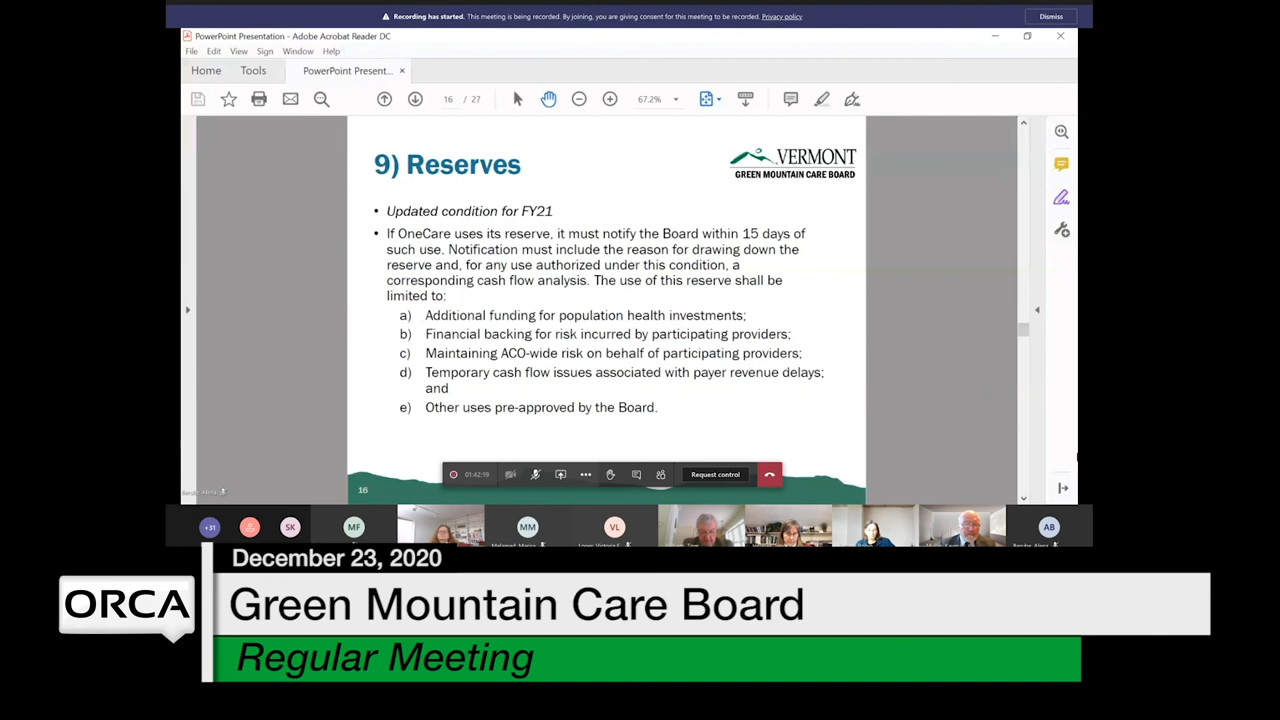 Recording has started. This meeting is being recorded. By joining, you are giving consent for this meeting to be recorded. Privacy policy
Dismiss
PowerPoint Presentation - Adobe Acrobat Reader DC
File Edit View Sign Window Help
Home Tools PowerPoint Present... ×
16 / 27 67.2%
9) Reserves
VERMONT
GREEN MOUNTAIN CARE BOARD
• Updated condition for FY21
• If OneCare uses its reserve, it must notify the Board within 15 days of
such use. Notification must include the reason for drawing down the
reserve and, for any use authorized under this condition, a
corresponding cash flow analysis. The use of this reserve shall be
limited to:
a) Additional funding for population health investments;
b) Financial backing for risk incurred by participating providers;
c) Maintaining ACO-wide risk on behalf of participating providers;
d) Temporary cash flow issues associated with payer revenue delays;
and
e) Other uses pre-approved by the Board.
01:42:19 Request control
16
+31 SK MF MM VL AB
December 23, 2020
ORCA
Green Mountain Care Board
Regular Meeting